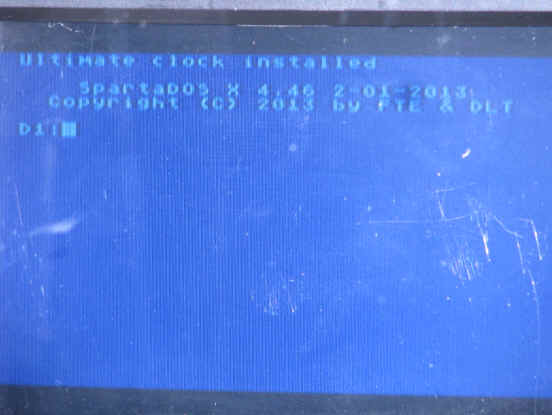 Ultimate clock installed
SpartaDOS X 4.46 2-01-2013
Copyright (C) 2013 by FTE & DLT
D1: